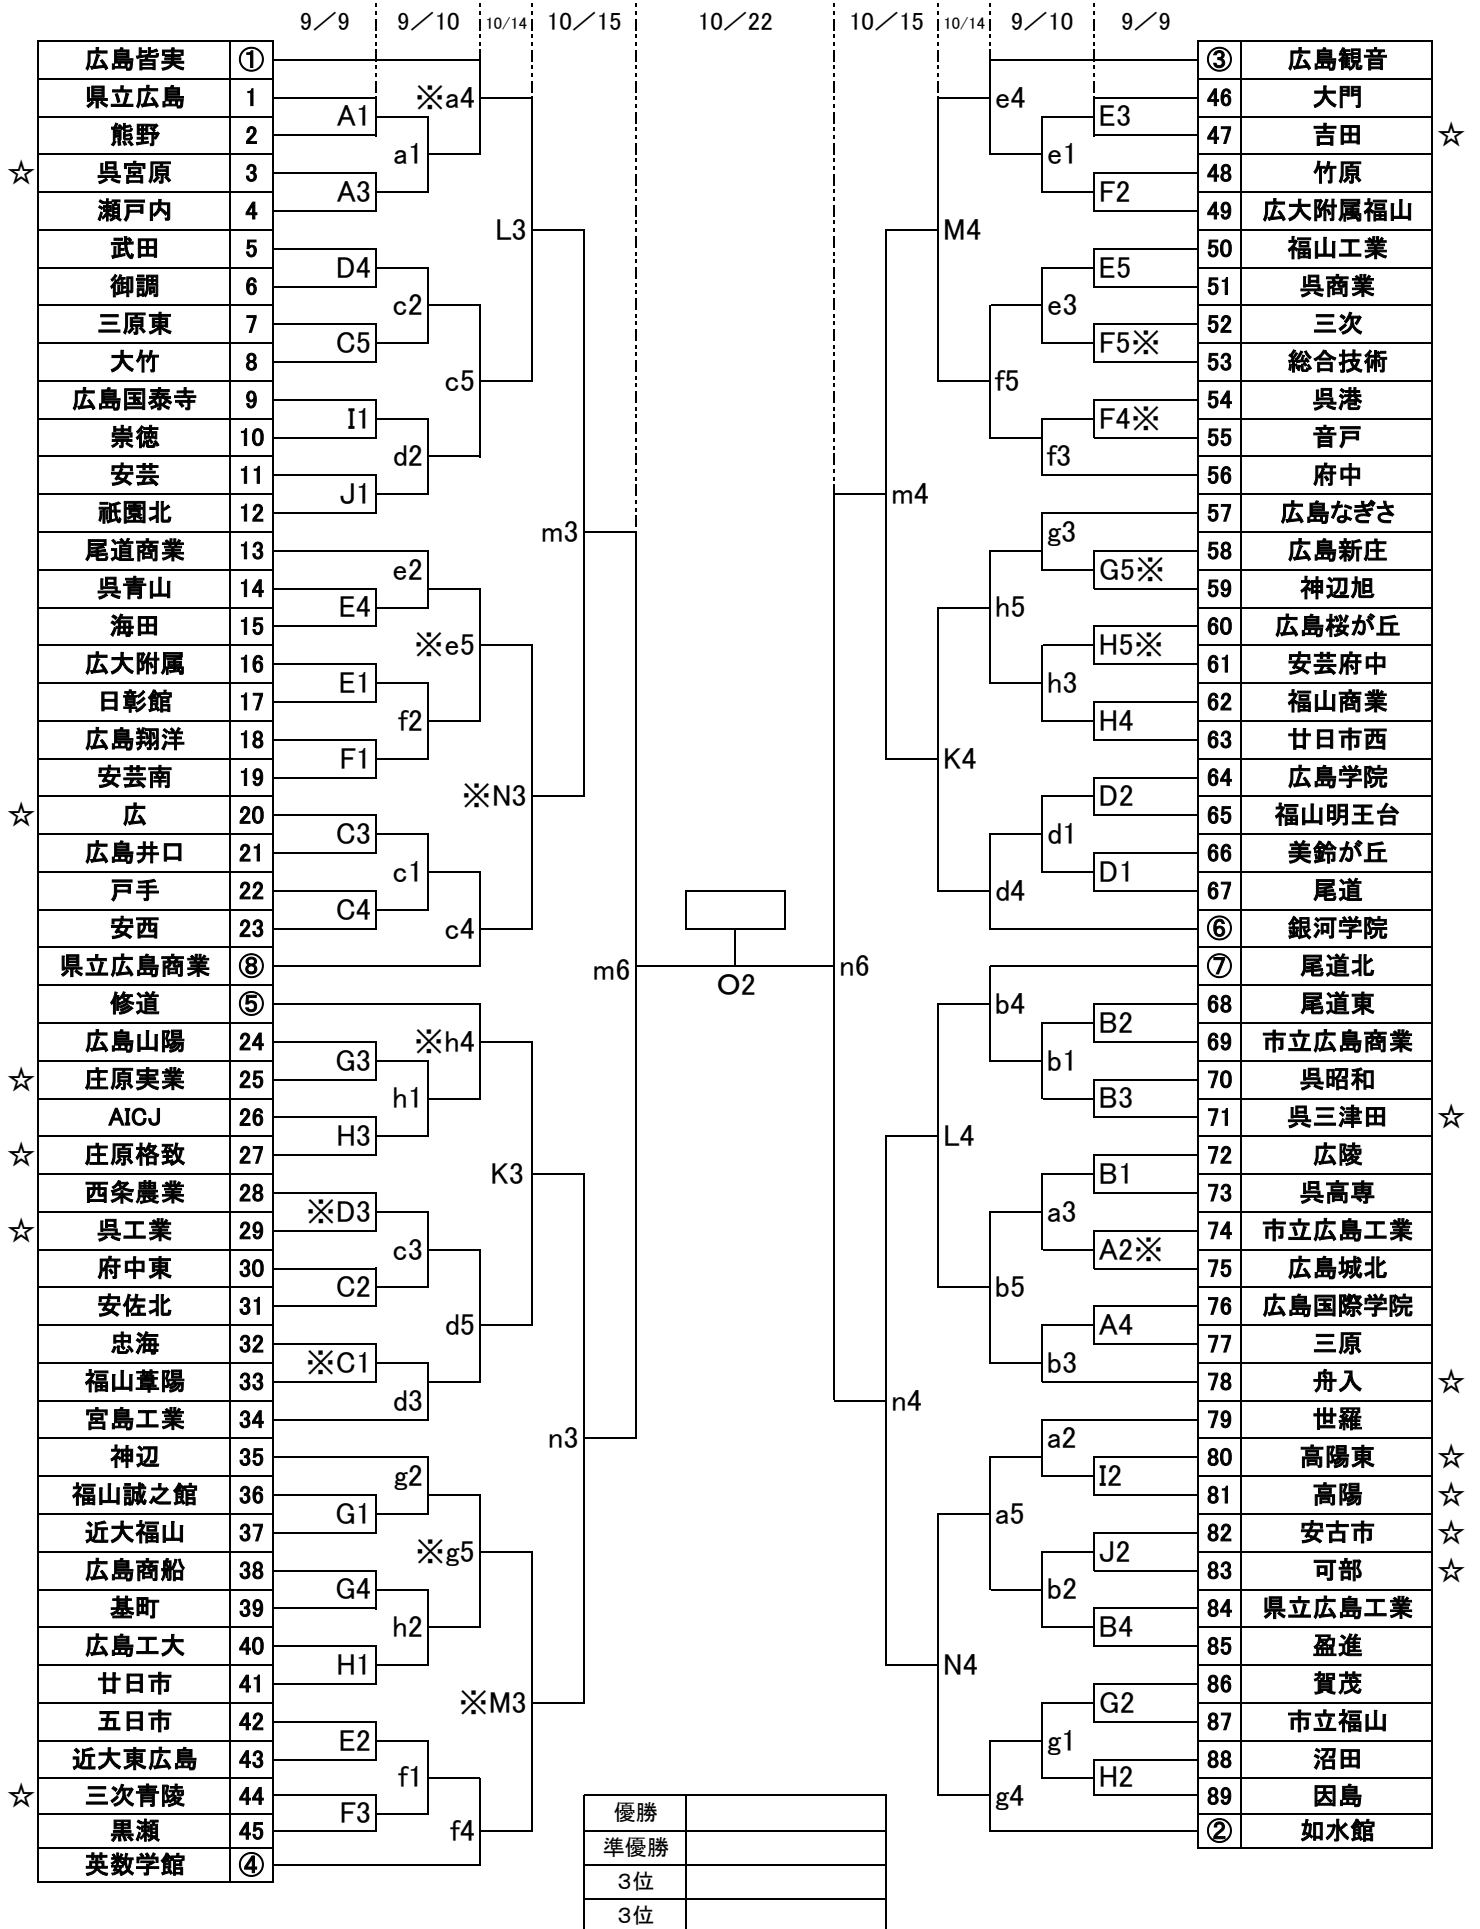 9／9 9／10 10/14 10／15 10／22 10／15 10/14 9／10 9／9
広島皆実 ①
県立広島 1
熊野 2
☆ 呉宮原 3
瀬戸内 4
武田 5
御調 6
三原東 7
大竹 8
広島国泰寺 9
崇徳 10
安芸 11
祇園北 12
尾道商業 13
呉青山 14
海田 15
広大附属 16
日彰館 17
広島翔洋 18
安芸南 19
☆ 広 20
広島井口 21
戸手 22
安西 23
県立広島商業 ⑧
修道 ⑤
広島山陽 24
☆ 庄原実業 25
AICJ 26
☆ 庄原格致 27
西条農業 28
☆ 呉工業 29
府中東 30
安佐北 31
忠海 32
福山葦陽 33
宮島工業 34
神辺 35
福山誠之館 36
近大福山 37
広島商船 38
基町 39
広島工大 40
廿日市 41
五日市 42
近大東広島 43
☆ 三次青陵 44
黒瀬 45
英数学館 ④
A1
A3
D4
C5
I1
J1
E4
E1
F1
C3
C4
G3
H3
※D3
C2
※C1
G1
G4
H1
E2
F3
a1
c2
d2
e2
f2
c1
h1
c3
d3
g2
h2
f1
※a4
c5
※e5
c4
※h4
d5
※g5
f4
L3
※N3
K3
※M3
m3
n3
m6
O2
n6
m4
n4
M4
K4
L4
N4
e4
f5
h5
d4
b4
b5
a5
g4
e1
e3
f3
g3
h3
d1
b1
a3
b3
a2
b2
g1
E3
F2
E5
F5※
F4※
G5※
H5※
H4
D2
D1
B2
B3
B1
A2※
A4
I2
J2
B4
G2
H2
③ 広島観音
46 大門
47 吉田 ☆
48 竹原
49 広大附属福山
50 福山工業
51 呉商業
52 三次
53 総合技術
54 呉港
55 音戸
56 府中
57 広島なぎさ
58 広島新庄
59 神辺旭
60 広島桜が丘
61 安芸府中
62 福山商業
63 廿日市西
64 広島学院
65 福山明王台
66 美鈴が丘
67 尾道
⑥ 銀河学院
⑦ 尾道北
68 尾道東
69 市立広島商業
70 呉昭和
71 呉三津田 ☆
72 広陵
73 呉高専
74 市立広島工業
75 広島城北
76 広島国際学院
77 三原
78 舟入 ☆
79 世羅
80 高陽東 ☆
81 高陽 ☆
82 安古市 ☆
83 可部 ☆
84 県立広島工業
85 盈進
86 賀茂
87 市立福山
88 沼田
89 因島
② 如水館
優勝
準優勝
3位
3位